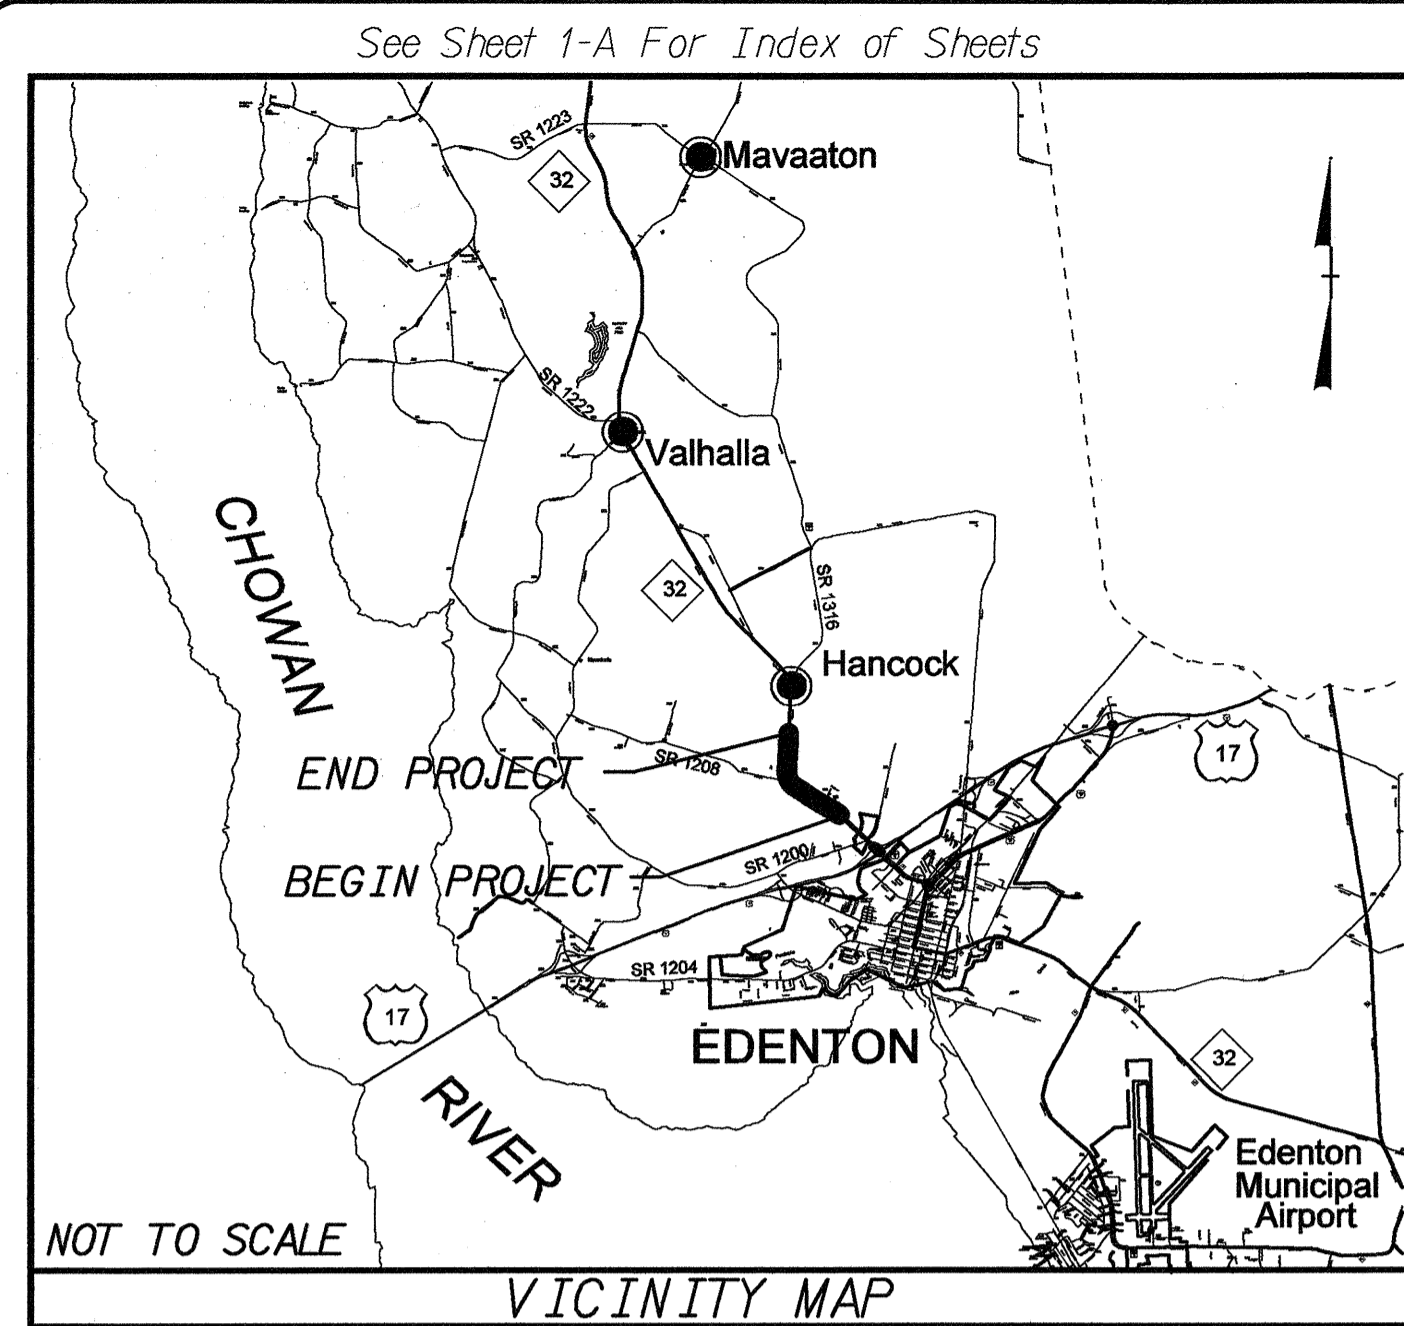 See Sheet 1-A For Index of Sheets
SR 1223
32
Mavaaton
SR 1222
Valhalla
CHOWAN
32
SR 1316
Hancock
END PROJECT
SR 1208
17
BEGIN PROJECT
SR 1200
SR 1204
17
EDENTON
32
RIVER
Edenton
Municipal
Airport
NOT TO SCALE
VICINITY MAP